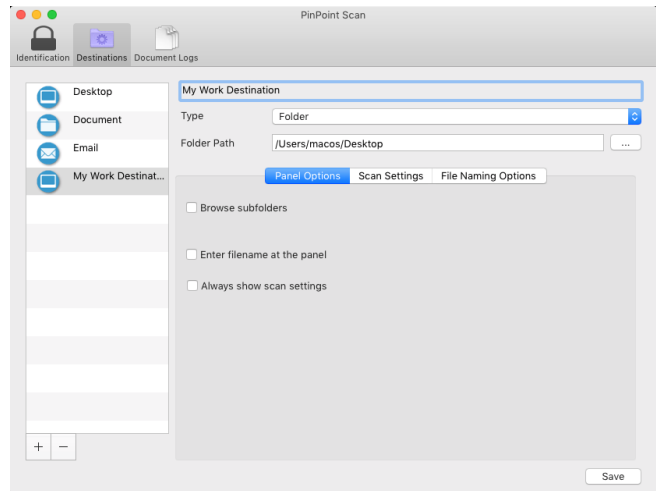 PinPoint Scan
Identification Destinations Document Logs
Desktop
Document
Email
My Work Destinat...
My Work Destination
Type Folder
Folder Path /Users/macos/Desktop ...
Panel Options Scan Settings File Naming Options
Browse subfolders
Enter filename at the panel
Always show scan settings
+ −
Save